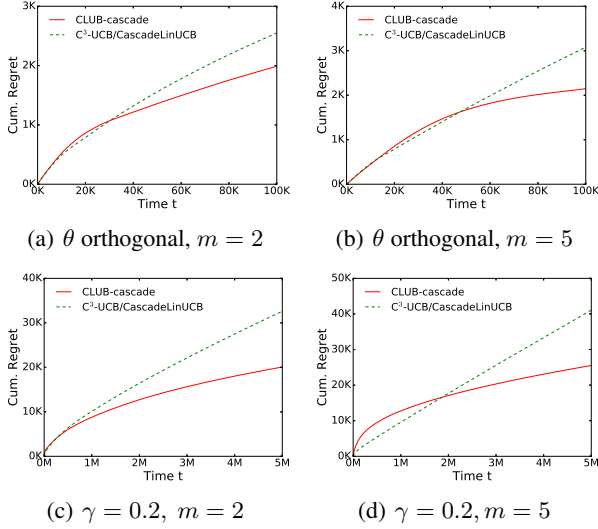 3K
2K
1K
0K
Cum. Regret
CLUB-cascade
C³-UCB/CascadeLinUCB
0K 20K 40K 60K 80K 100K
Time t
(a) θ orthogonal, m = 2
4K
3K
2K
1K
0K
Cum. Regret
CLUB-cascade
C³-UCB/CascadeLinUCB
0K 20K 40K 60K 80K 100K
Time t
(b) θ orthogonal, m = 5
40K
30K
20K
10K
0K
Cum. Regret
CLUB-cascade
C³-UCB/CascadeLinUCB
0M 1M 2M 3M 4M 5M
Time t
(c) γ = 0.2, m = 2
50K
40K
30K
20K
10K
0K
Cum. Regret
CLUB-cascade
C³-UCB/CascadeLinUCB
0M 1M 2M 3M 4M 5M
Time t
(d) γ = 0.2, m = 5